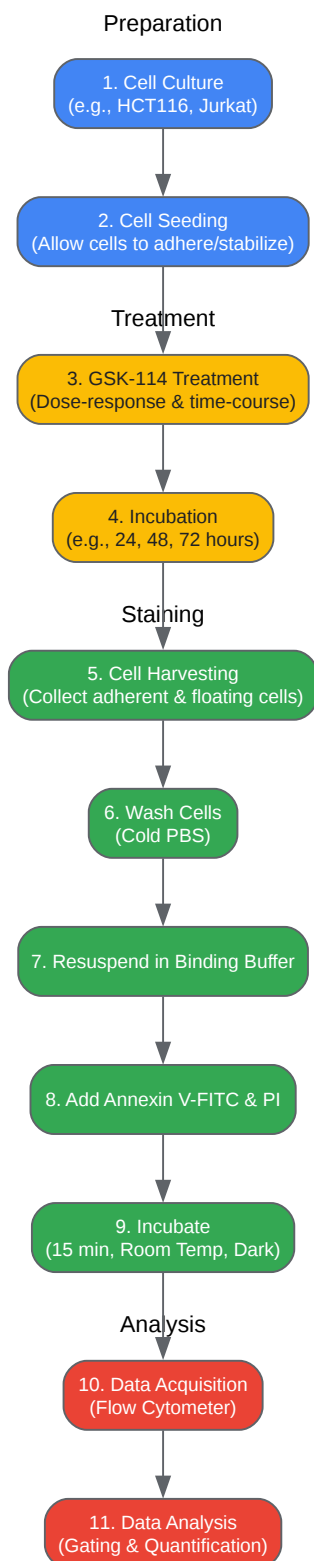 Preparation
1. Cell Culture
(e.g., HCT116, Jurkat)
2. Cell Seeding
(Allow cells to adhere/stabilize)
Treatment
3. GSK-114 Treatment
(Dose-response & time-course)
4. Incubation
(e.g., 24, 48, 72 hours)
Staining
5. Cell Harvesting
(Collect adherent & floating cells)
6. Wash Cells
(Cold PBS)
7. Resuspend in Binding Buffer
8. Add Annexin V-FITC & PI
9. Incubate
(15 min, Room Temp, Dark)
Analysis
10. Data Acquisition
(Flow Cytometer)
11. Data Analysis
(Gating & Quantification)